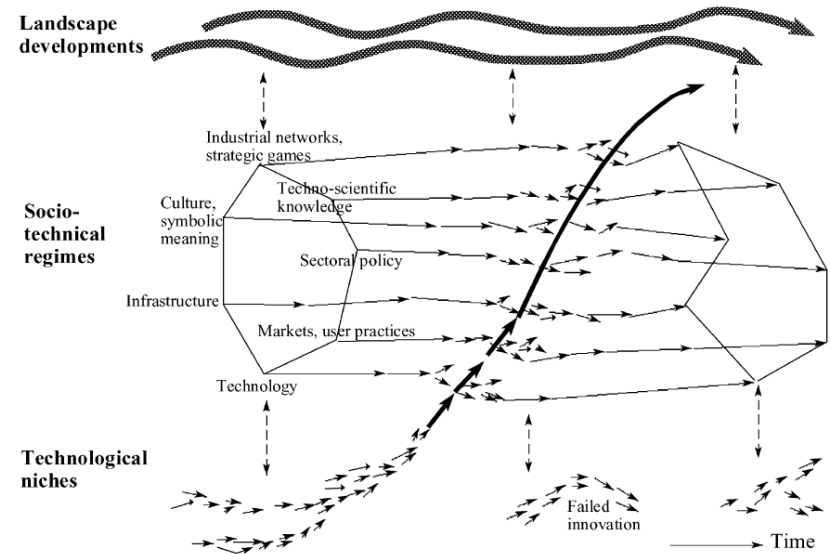 Landscape
developments
Industrial networks,
strategic games
Techno-scientific
knowledge
Culture,
symbolic
meaning
Socio-
technical
regimes
Sectoral policy
Infrastructure
Markets, user practices
Technology
Technological
niches
Failed
innovation
Time